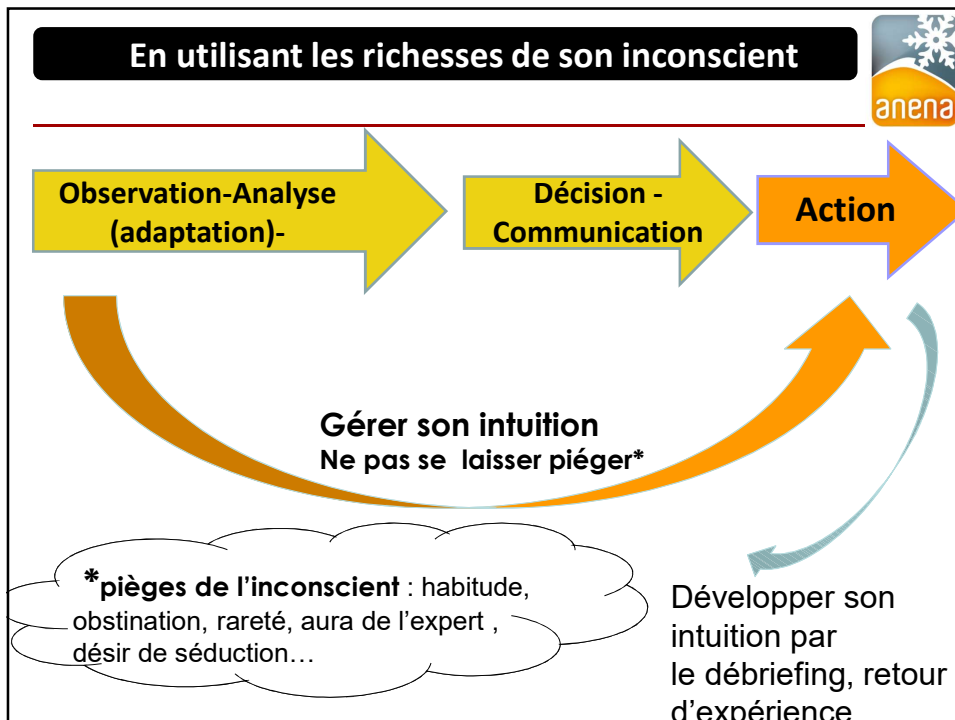 En utilisant les richesses de son inconscient
anena
Observation-Analyse
(adaptation)-
Décision -
Communication
Action
Gérer son intuition
Ne pas se laisser piéger*
*pièges de l'inconscient : habitude,
obstination, rareté, aura de l'expert ,
désir de séduction…
Développer son
intuition par
le débriefing, retour
d'expérience